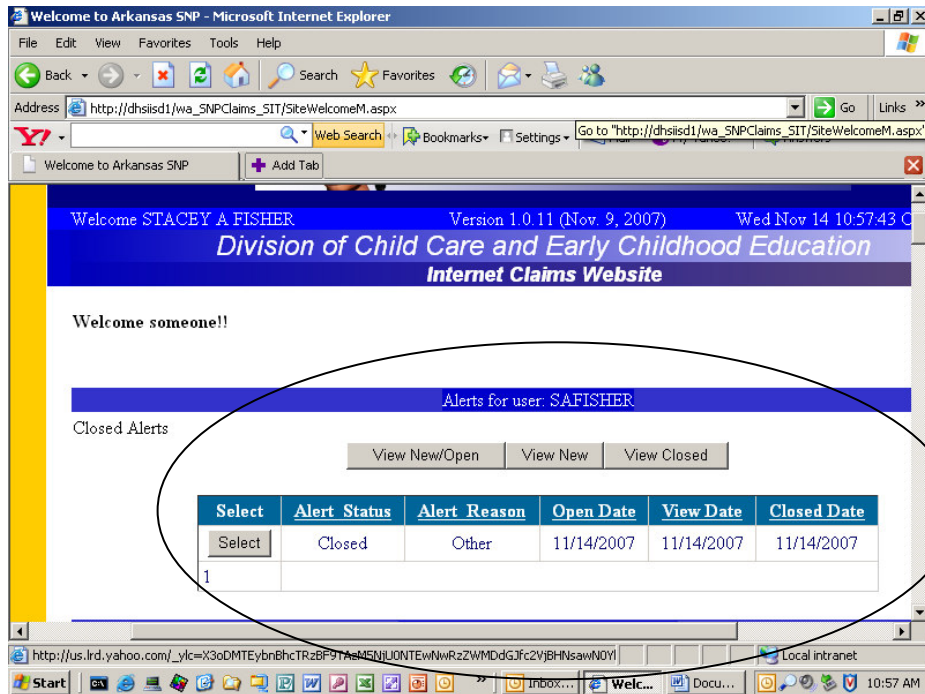 Welcome to Arkansas SNP - Microsoft Internet Explorer
File Edit View Favorites Tools Help
Back Search Favorites
Address http://dhsiisd1/wa_SNPClaims_SIT/SiteWelcomeM.aspx Go Links »
Y! Web Search Bookmarks Settings Go to "http://dhsiisd1/wa_SNPClaims_SIT/SiteWelcomeM.aspx"
Welcome to Arkansas SNP Add Tab
Welcome STACEY A FISHER Version 1.0.11 (Nov. 9, 2007) Wed Nov 14 10:57:43
Division of Child Care and Early Childhood Education
Internet Claims Website
Welcome someone!!
Alerts for user: SAFISHER
Closed Alerts
View New/Open View New View Closed
Select Alert Status Alert Reason Open Date View Date Closed Date
Select Closed Other 11/14/2007 11/14/2007 11/14/2007
1
Local intranet
Start Inbox... Welc... Docu... 10:57 AM